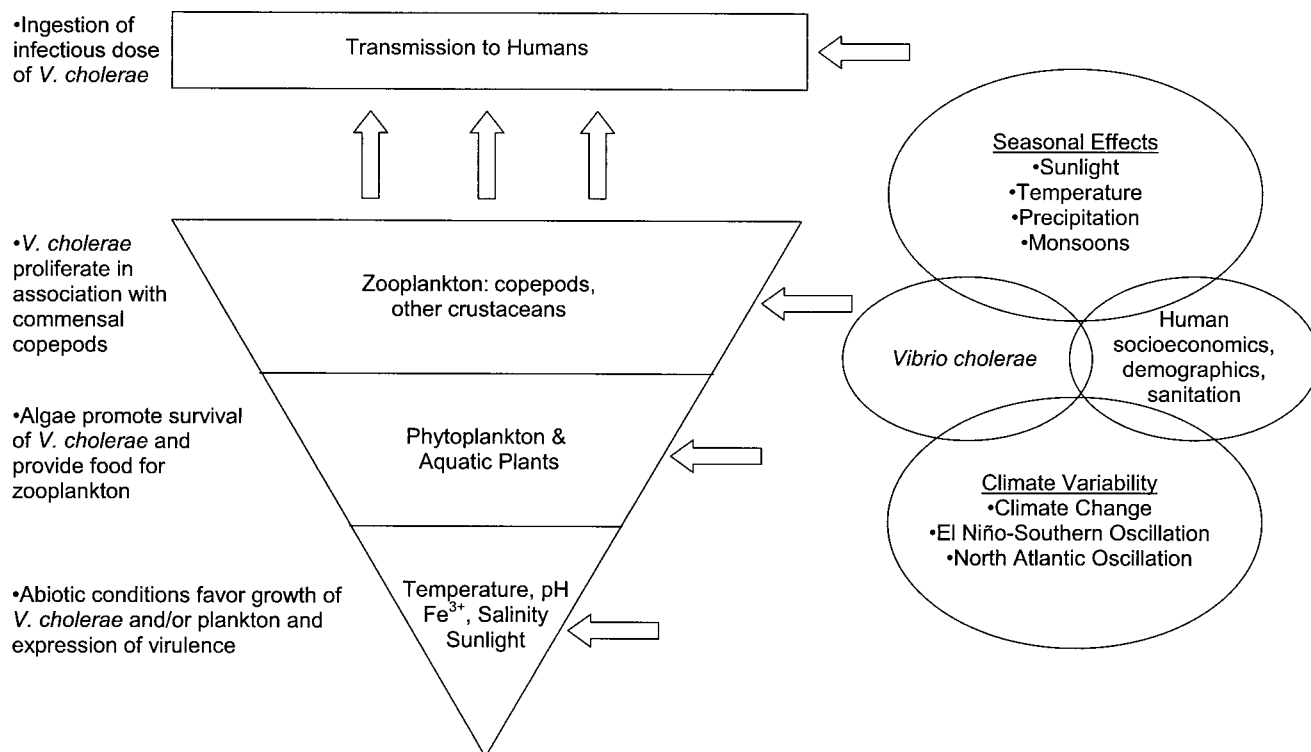 •Ingestion of
infectious dose
of V. cholerae
Transmission to Humans
•V. cholerae
proliferate in
association with
commensal
copepods
Zooplankton: copepods,
other crustaceans
•Algae promote survival
of V. cholerae and
provide food for
zooplankton
Phytoplankton &
Aquatic Plants
•Abiotic conditions favor growth of
V. cholerae and/or plankton and
expression of virulence
Temperature, pH
Fe³⁺, Salinity
Sunlight
Seasonal Effects
•Sunlight
•Temperature
•Precipitation
•Monsoons
Vibrio cholerae
Human
socioeconomics,
demographics,
sanitation
Climate Variability
•Climate Change
•El Niño-Southern Oscillation
•North Atlantic Oscillation